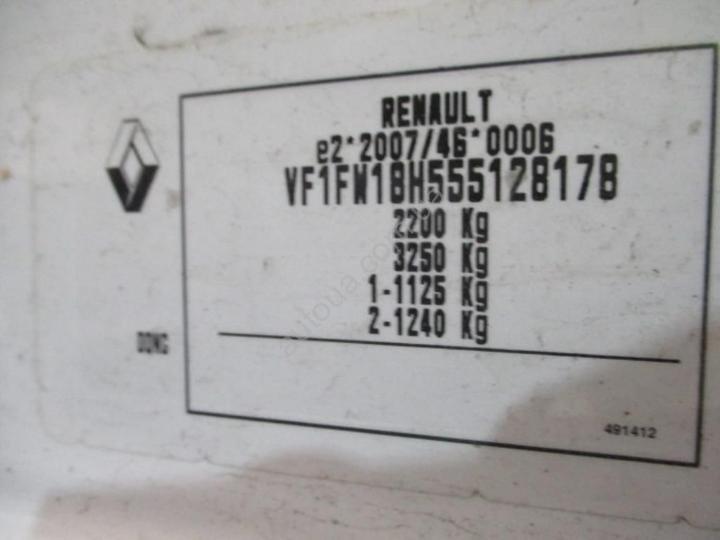 RENAULT
e2*2007/46*0006
VF1FW18H555128178
2200 Kg
3250 Kg
1-1125 Kg
2-1240 Kg
491412